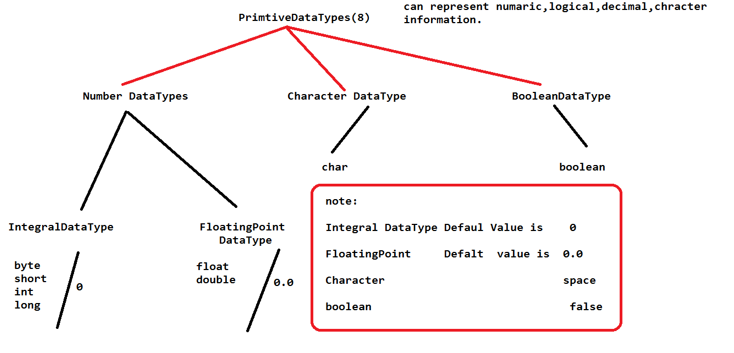 can represent numaric,logical,decimal,chracter
information.
PrimtiveDataTypes(8)
Number DataTypes
Character DataType
BooleanDataType
char
boolean
IntegralDataType
FloatingPoint
DataType
byte
short
int
long
0
float
double
0.0
note:
Integral DataType Defaul Value is 0
FloatingPoint Defalt value is 0.0
Character space
boolean false